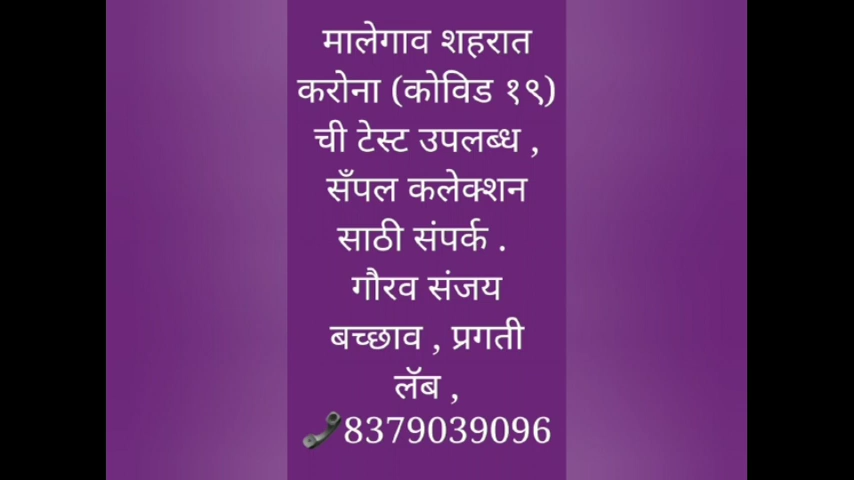 मालेगाव शहरात
करोना (कोविड १९)
ची टेस्ट उपलब्ध ,
सँपल कलेक्शन
साठी संपर्क .
गौरव संजय
बच्छाव , प्रगती
लॅब ,
📞8379039096